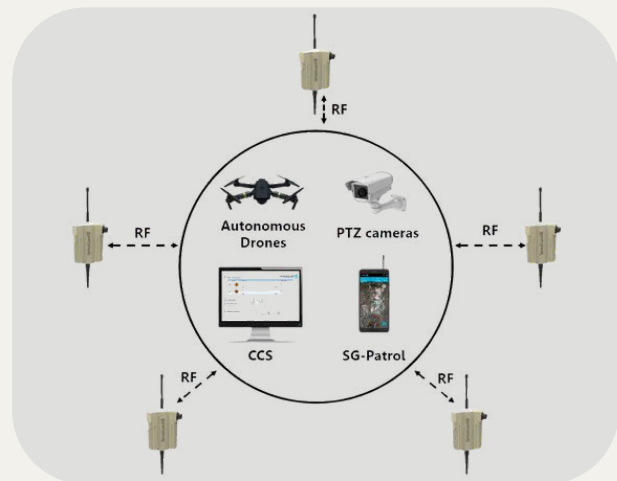 RF
Autonomous
Drones
PTZ cameras
RF
RF
CCS
SG-Patrol
RF
RF